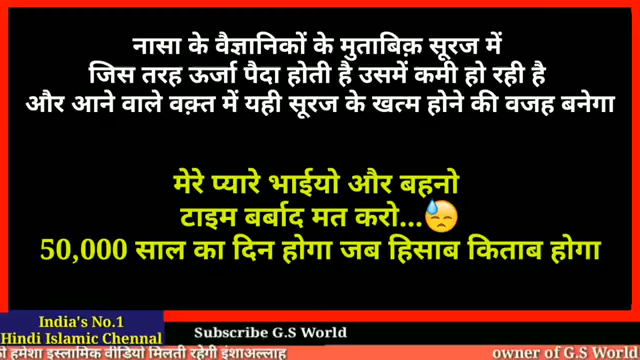 नासा के वैज्ञानिकों के मुताबिक़ सूरज में
जिस तरह ऊर्जा पैदा होती है उसमें कमी हो रही है
और आने वाले वक़्त में यही सूरज के खत्म होने की वजह बनेगा
मेरे प्यारे भाईयो और बहनो
टाइम बर्बाद मत करो...😓
50,000 साल का दिन होगा जब हिसाब किताब होगा
India's No.1
Hindi Islamic Chennal
Subscribe G.S World
हमेशा इस्लामिक वीडियो मिलती रहेगी इंशाअल्लाह
owner of G.S World